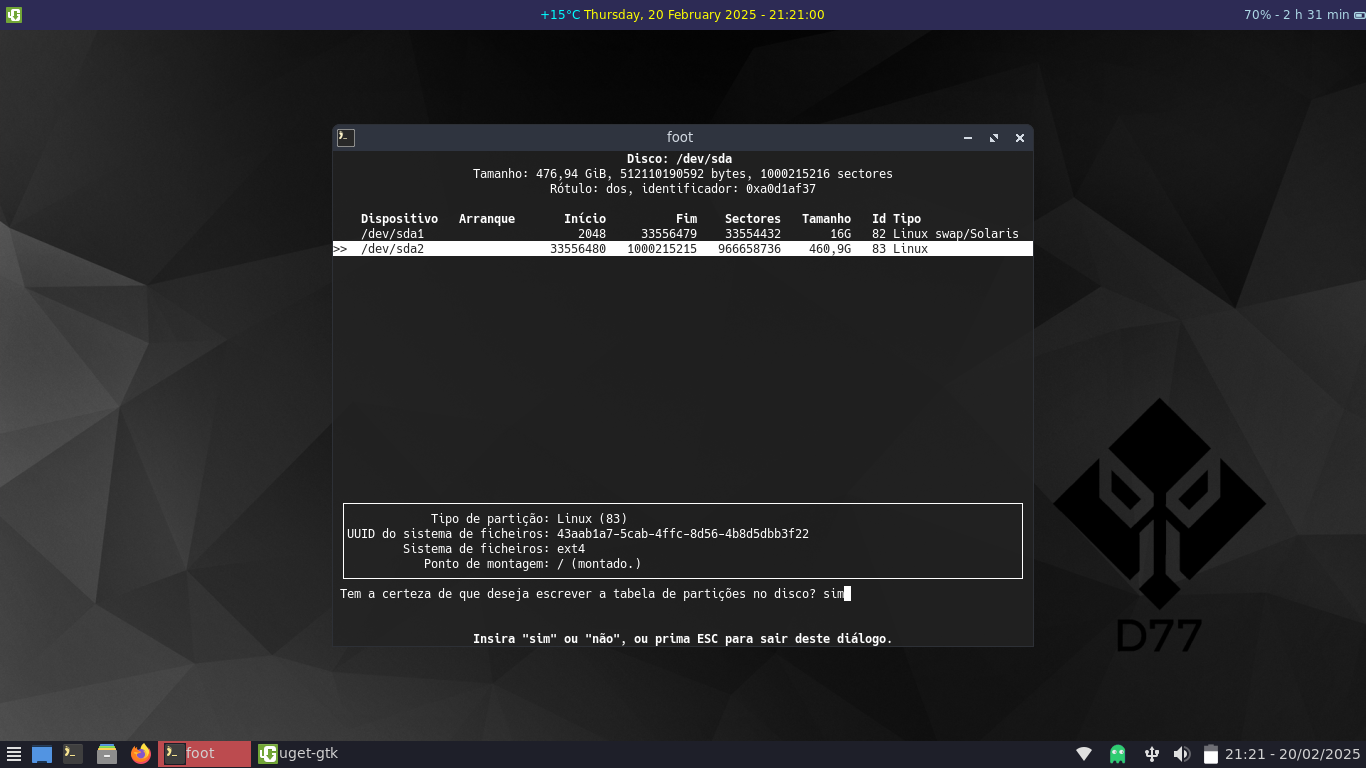 +15°C Thursday, 20 February 2025 - 21:21:00
70% - 2 h 31 min
foot
Disco: /dev/sda
Tamanho: 476,94 GiB, 512110190592 bytes, 1000215216 sectores
Rótulo: dos, identificador: 0xa0d1af37
Dispositivo Arranque Início Fim Sectores Tamanho Id Tipo
/dev/sda1 2048 33556479 33554432 16G 82 Linux swap/Solaris
>> /dev/sda2 33556480 1000215215 966658736 460,9G 83 Linux
Tipo de partição: Linux (83)
UUID do sistema de ficheiros: 43aab1a7-5cab-4ffc-8d56-4b8d5dbb3f22
Sistema de ficheiros: ext4
Ponto de montagem: / (montado.)
Tem a certeza de que deseja escrever a tabela de partições no disco? sim
Insira "sim" ou "não", ou prima ESC para sair deste diálogo.
D77
foot
uget-gtk
21:21 - 20/02/2025